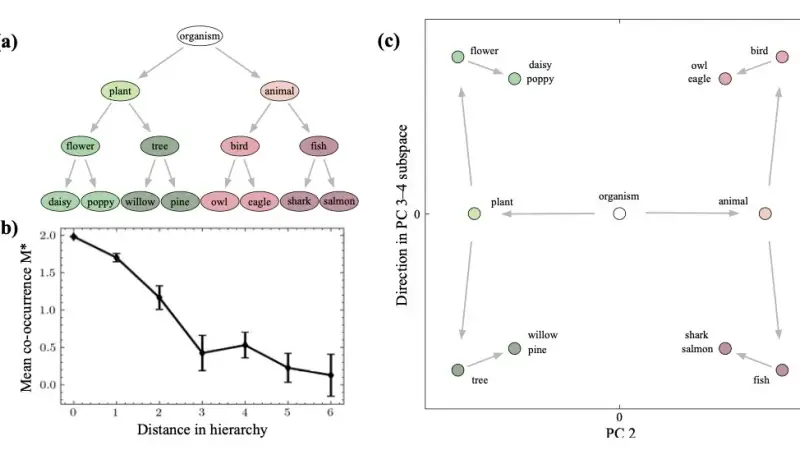 (a)
organism
plant
animal
flower
tree
bird
fish
daisy
poppy
willow
pine
owl
eagle
shark
salmon
b)
Mean co-occurrence M*
2.0
1.5
1.0
0.5
0.0
0
1
2
3
4
5
6
Distance in hierarchy
(c)
Direction in PC 3–4 subspace
flower
daisy
poppy
bird
owl
eagle
0
plant
organism
animal
willow
pine
tree
shark
salmon
fish
0
PC 2